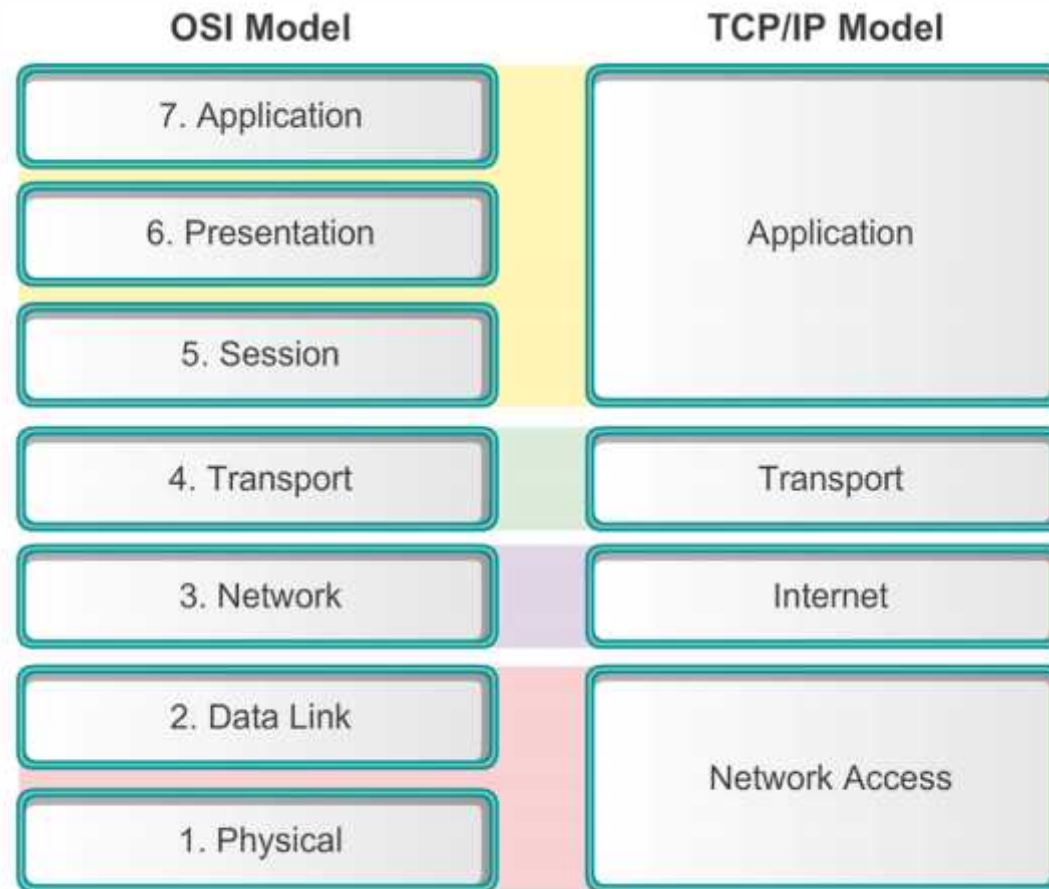 OSI Model
TCP/IP Model
7. Application
6. Presentation
5. Session
4. Transport
3. Network
2. Data Link
1. Physical
Application
Transport
Internet
Network Access